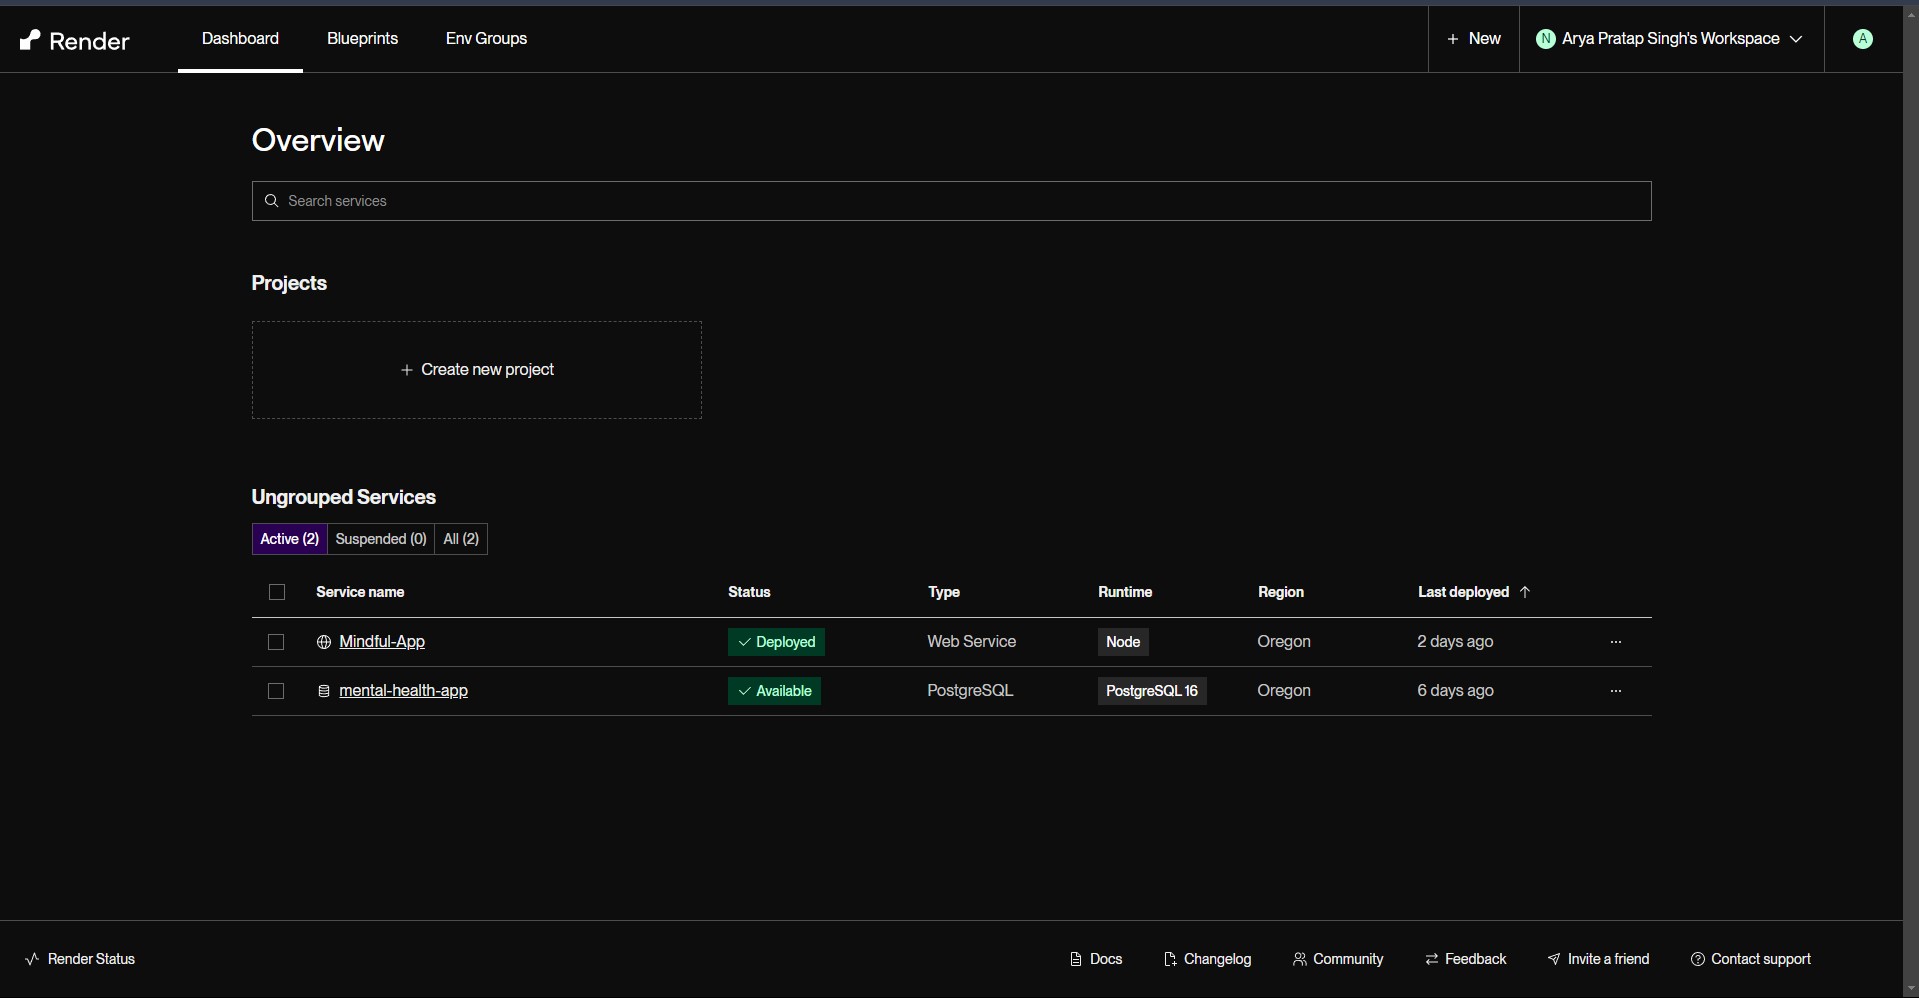 Render Dashboard Blueprints Env Groups + New N Arya Pratap Singh's Workspace A
Overview
Search services
Projects
+ Create new project
Ungrouped Services
Active (2) Suspended (0) All (2)
Service name Status Type Runtime Region Last deployed ↑
Mindful-App ✓ Deployed Web Service Node Oregon 2 days ago ...
mental-health-app ✓ Available PostgreSQL PostgreSQL 16 Oregon 6 days ago ...
Render Status Docs Changelog Community Feedback Invite a friend Contact support